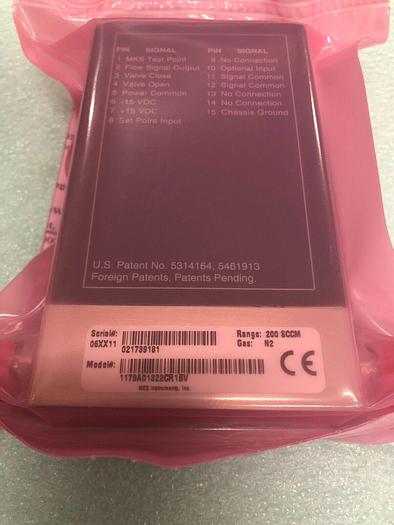 PIN SIGNAL
1 MKS Test Point
2 Flow Signal Output
3 Valve Close
4 Valve Open
5 Power Common
6 -15 VDC
7 +15 VDC
8 Set Point Input
PIN SIGNAL
9 No Connection
10 Optional Input
11 Signal Common
12 Signal Common
13 No Connection
14 No Connection
15 Chassis Ground
U.S. Patent No. 5314164, 5461913
Foreign Patents, Patents Pending.
Serial#:
06XX11
021739181
Range: 200 SCCM
Gas: N2
Model#:
1179A01322CR1BV
MKS Instruments, Inc.
CE